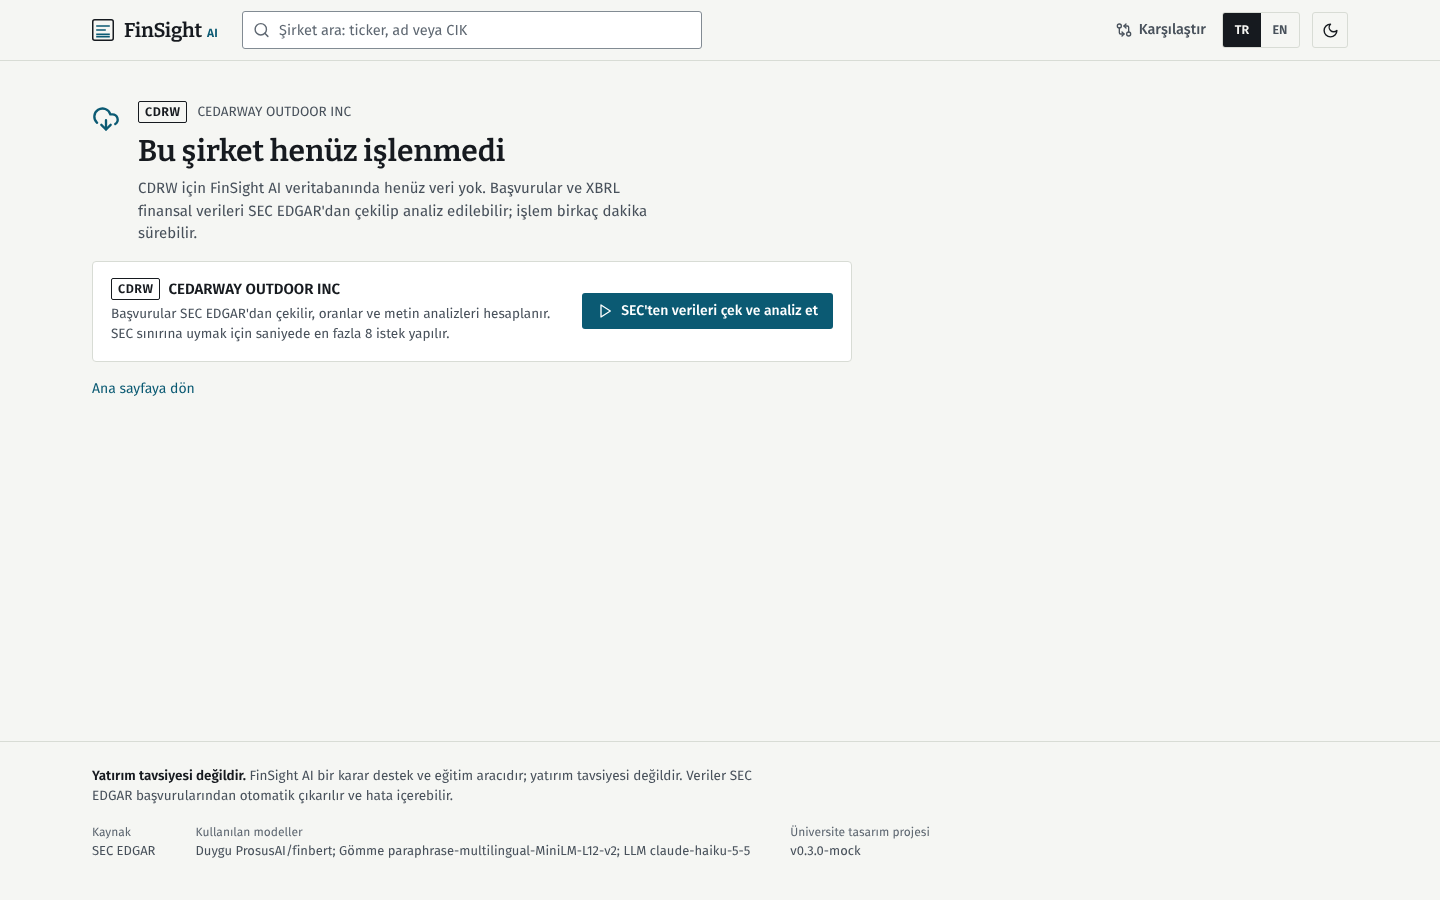 FinSight AI
Şirket ara: ticker, ad veya CIK
Karşılaştır
TR
EN
CDRW CEDARWAY OUTDOOR INC
Bu şirket henüz işlenmedi
CDRW için FinSight AI veritabanında henüz veri yok. Başvurular ve XBRL
finansal verileri SEC EDGAR'dan çekilip analiz edilebilir; işlem birkaç dakika
sürebilir.
CDRW CEDARWAY OUTDOOR INC
Başvurular SEC EDGAR'dan çekilir, oranlar ve metin analizleri hesaplanır.
SEC sınırına uymak için saniyede en fazla 8 istek yapılır.
SEC'ten verileri çek ve analiz et
Ana sayfaya dön
Yatırım tavsiyesi değildir. FinSight AI bir karar destek ve eğitim aracıdır; yatırım tavsiyesi değildir. Veriler SEC
EDGAR başvurularından otomatik çıkarılır ve hata içerebilir.
Kaynak
SEC EDGAR
Kullanılan modeller
Duygu ProsusAI/finbert; Gömme paraphrase-multilingual-MiniLM-L12-v2; LLM claude-haiku-5-5
Üniversite tasarım projesi
v0.3.0-mock